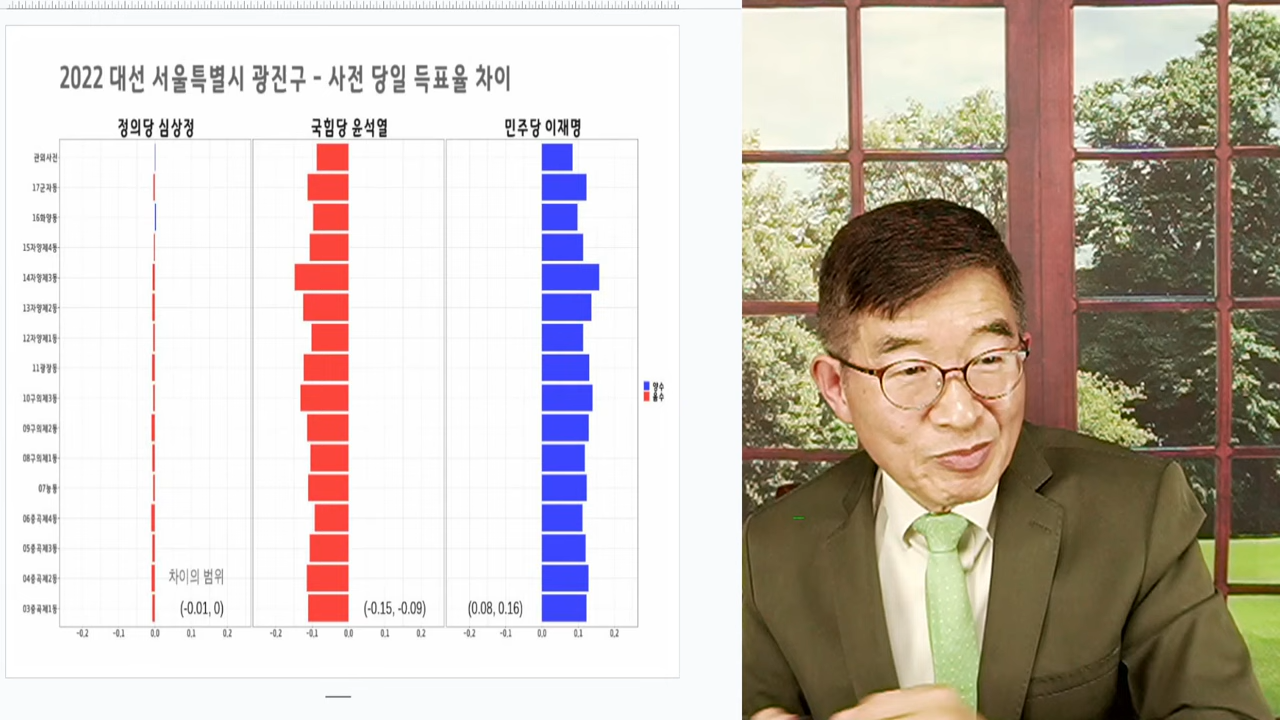 2022 대선 서울특별시 광진구 - 사전 당일 득표율 차이
정의당 심상정 국힘당 윤석열 민주당 이재명
관외사전
17군자동
16화양동
15자양제4동
14자양제3동
13자양제2동
12자양제1동
11광장동
10구의제3동
09구의제2동
08구의제1동
07능동
06중곡제4동
05중곡제3동
04중곡제2동
03중곡제1동
차이의 범위
(-0.01, 0) (-0.15, -0.09) (0.08, 0.16)
-0.2 -0.1 0.0 0.1 0.2 -0.2 -0.1 0.0 0.1 0.2 -0.2 -0.1 0.0 0.1 0.2
양수
음수